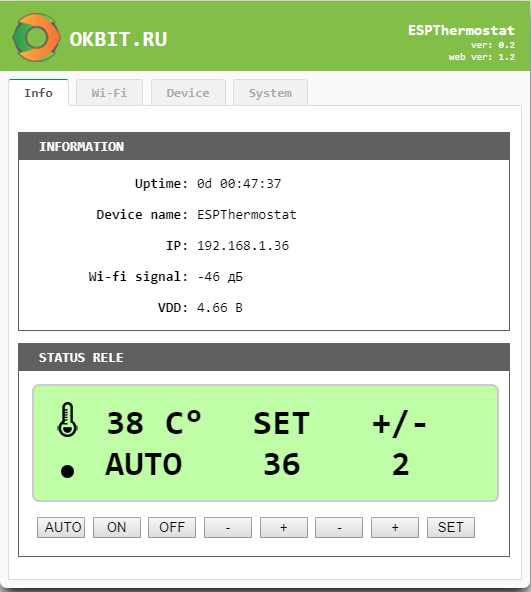 OKBIT.RU
ESPThermostat
ver: 0.2
web ver: 1.2
Info Wi-Fi Device System
INFORMATION
Uptime: 0d 00:47:37
Device name: ESPThermostat
IP: 192.168.1.36
Wi-fi signal: -46 дБ
VDD: 4.66 В
STATUS RELE
38 C° SET +/-
AUTO 36 2
AUTO ON OFF - + - + SET